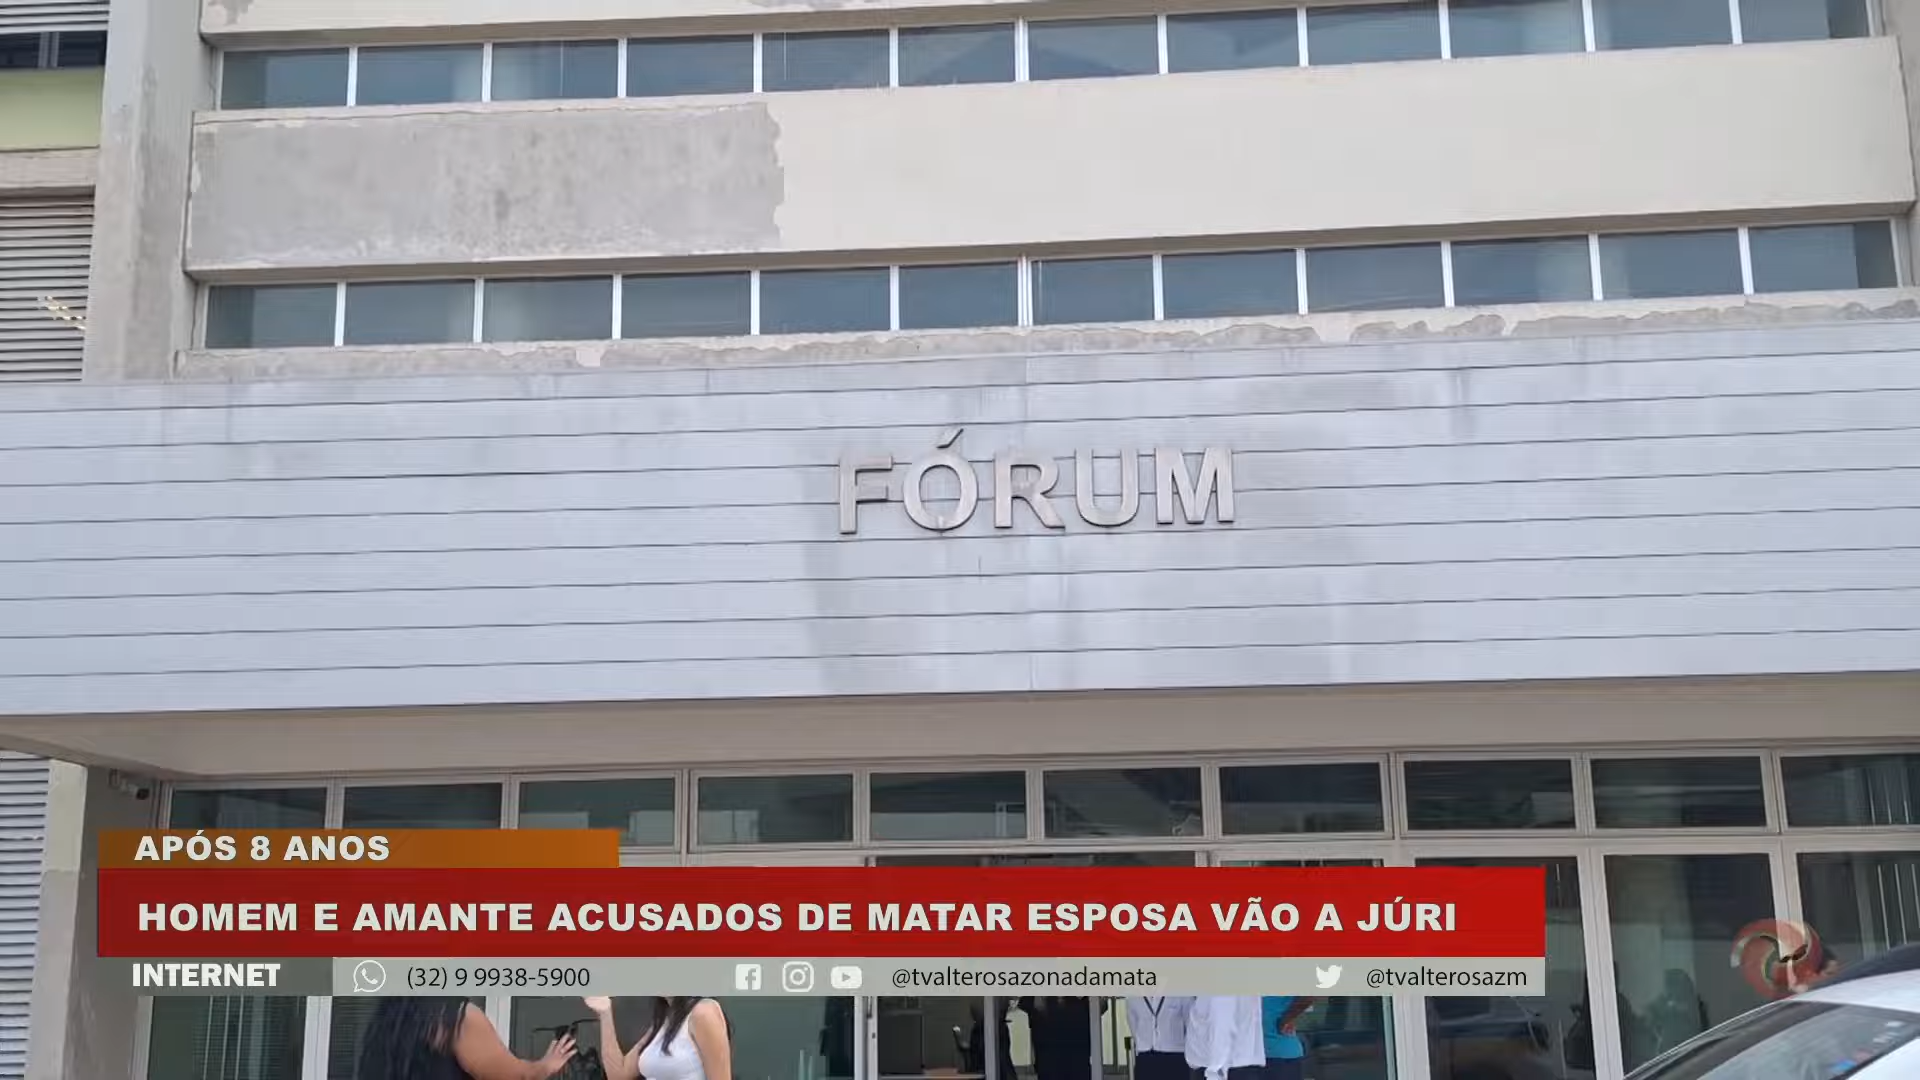 FÓRUM
APÓS 8 ANOS
HOMEM E AMANTE ACUSADOS DE MATAR ESPOSA VÃO A JÚRI
INTERNET (32) 9 9938-5900 @tvalterosazonadamata @tvalterosazm